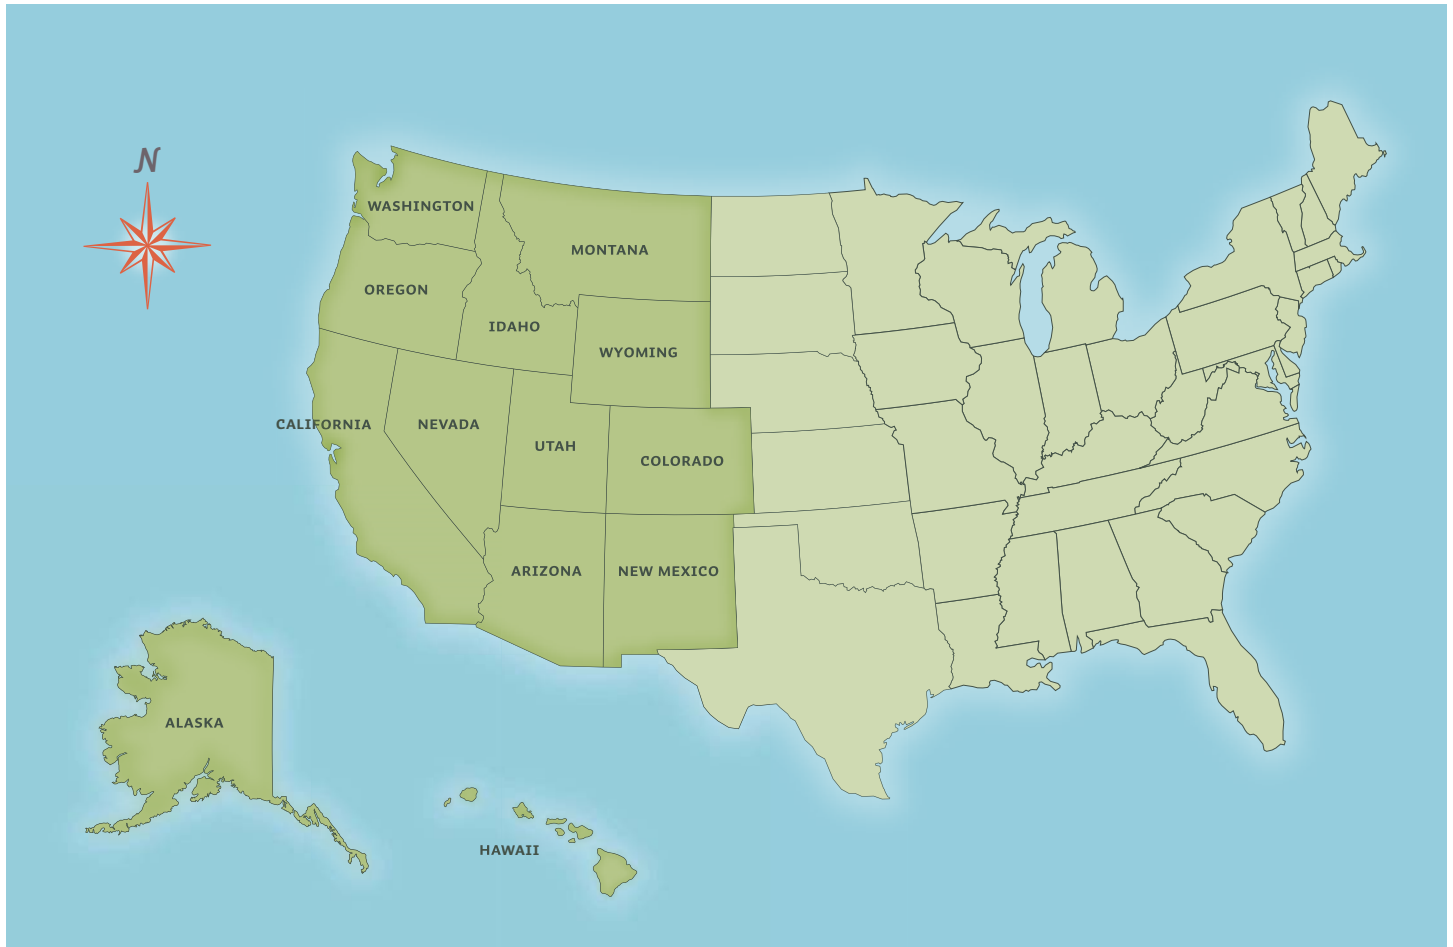 N
WASHINGTON
MONTANA
OREGON
IDAHO
WYOMING
CALIFORNIA
NEVADA
UTAH
COLORADO
ARIZONA
NEW MEXICO
ALASKA
HAWAII